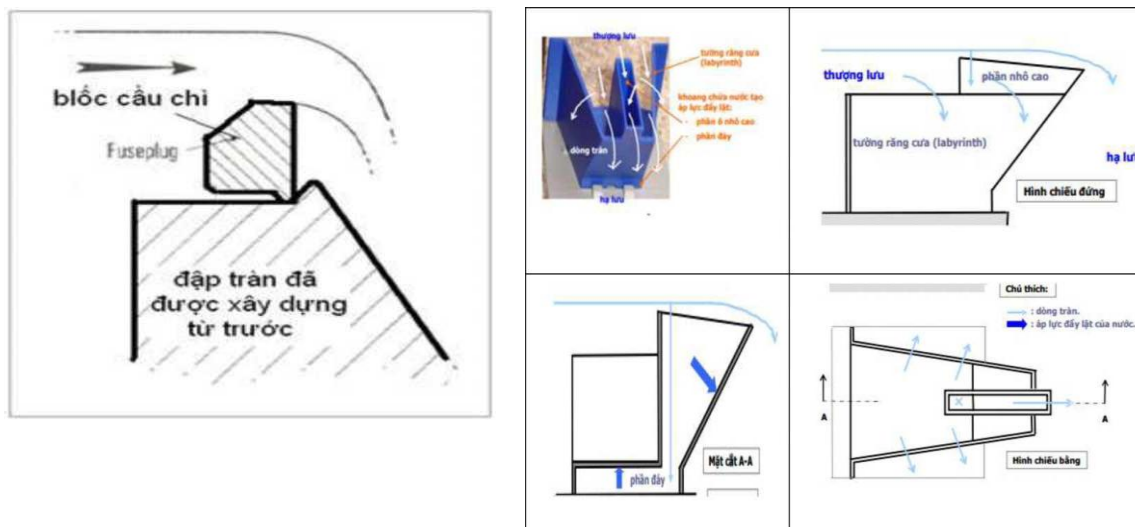 blốc cầu chì
Fuseplug
đập tràn đã
được xây dựng
từ trước
thượng lưu
tường răng cưa
(labyrinth)
khoang chứa nước tạo
áp lực đẩy lật:
- phần ô nhô cao
- phần đáy
dòng tràn
hạ lưu
thượng lưu
phần nhô cao
tường răng cưa (labyrinth)
hạ lưu
Hình chiếu đứng
phần đáy
Mặt cắt A-A
Chú thích:
: dòng tràn.
: áp lực đẩy lật của nước.
A
A
Hình chiếu bằng